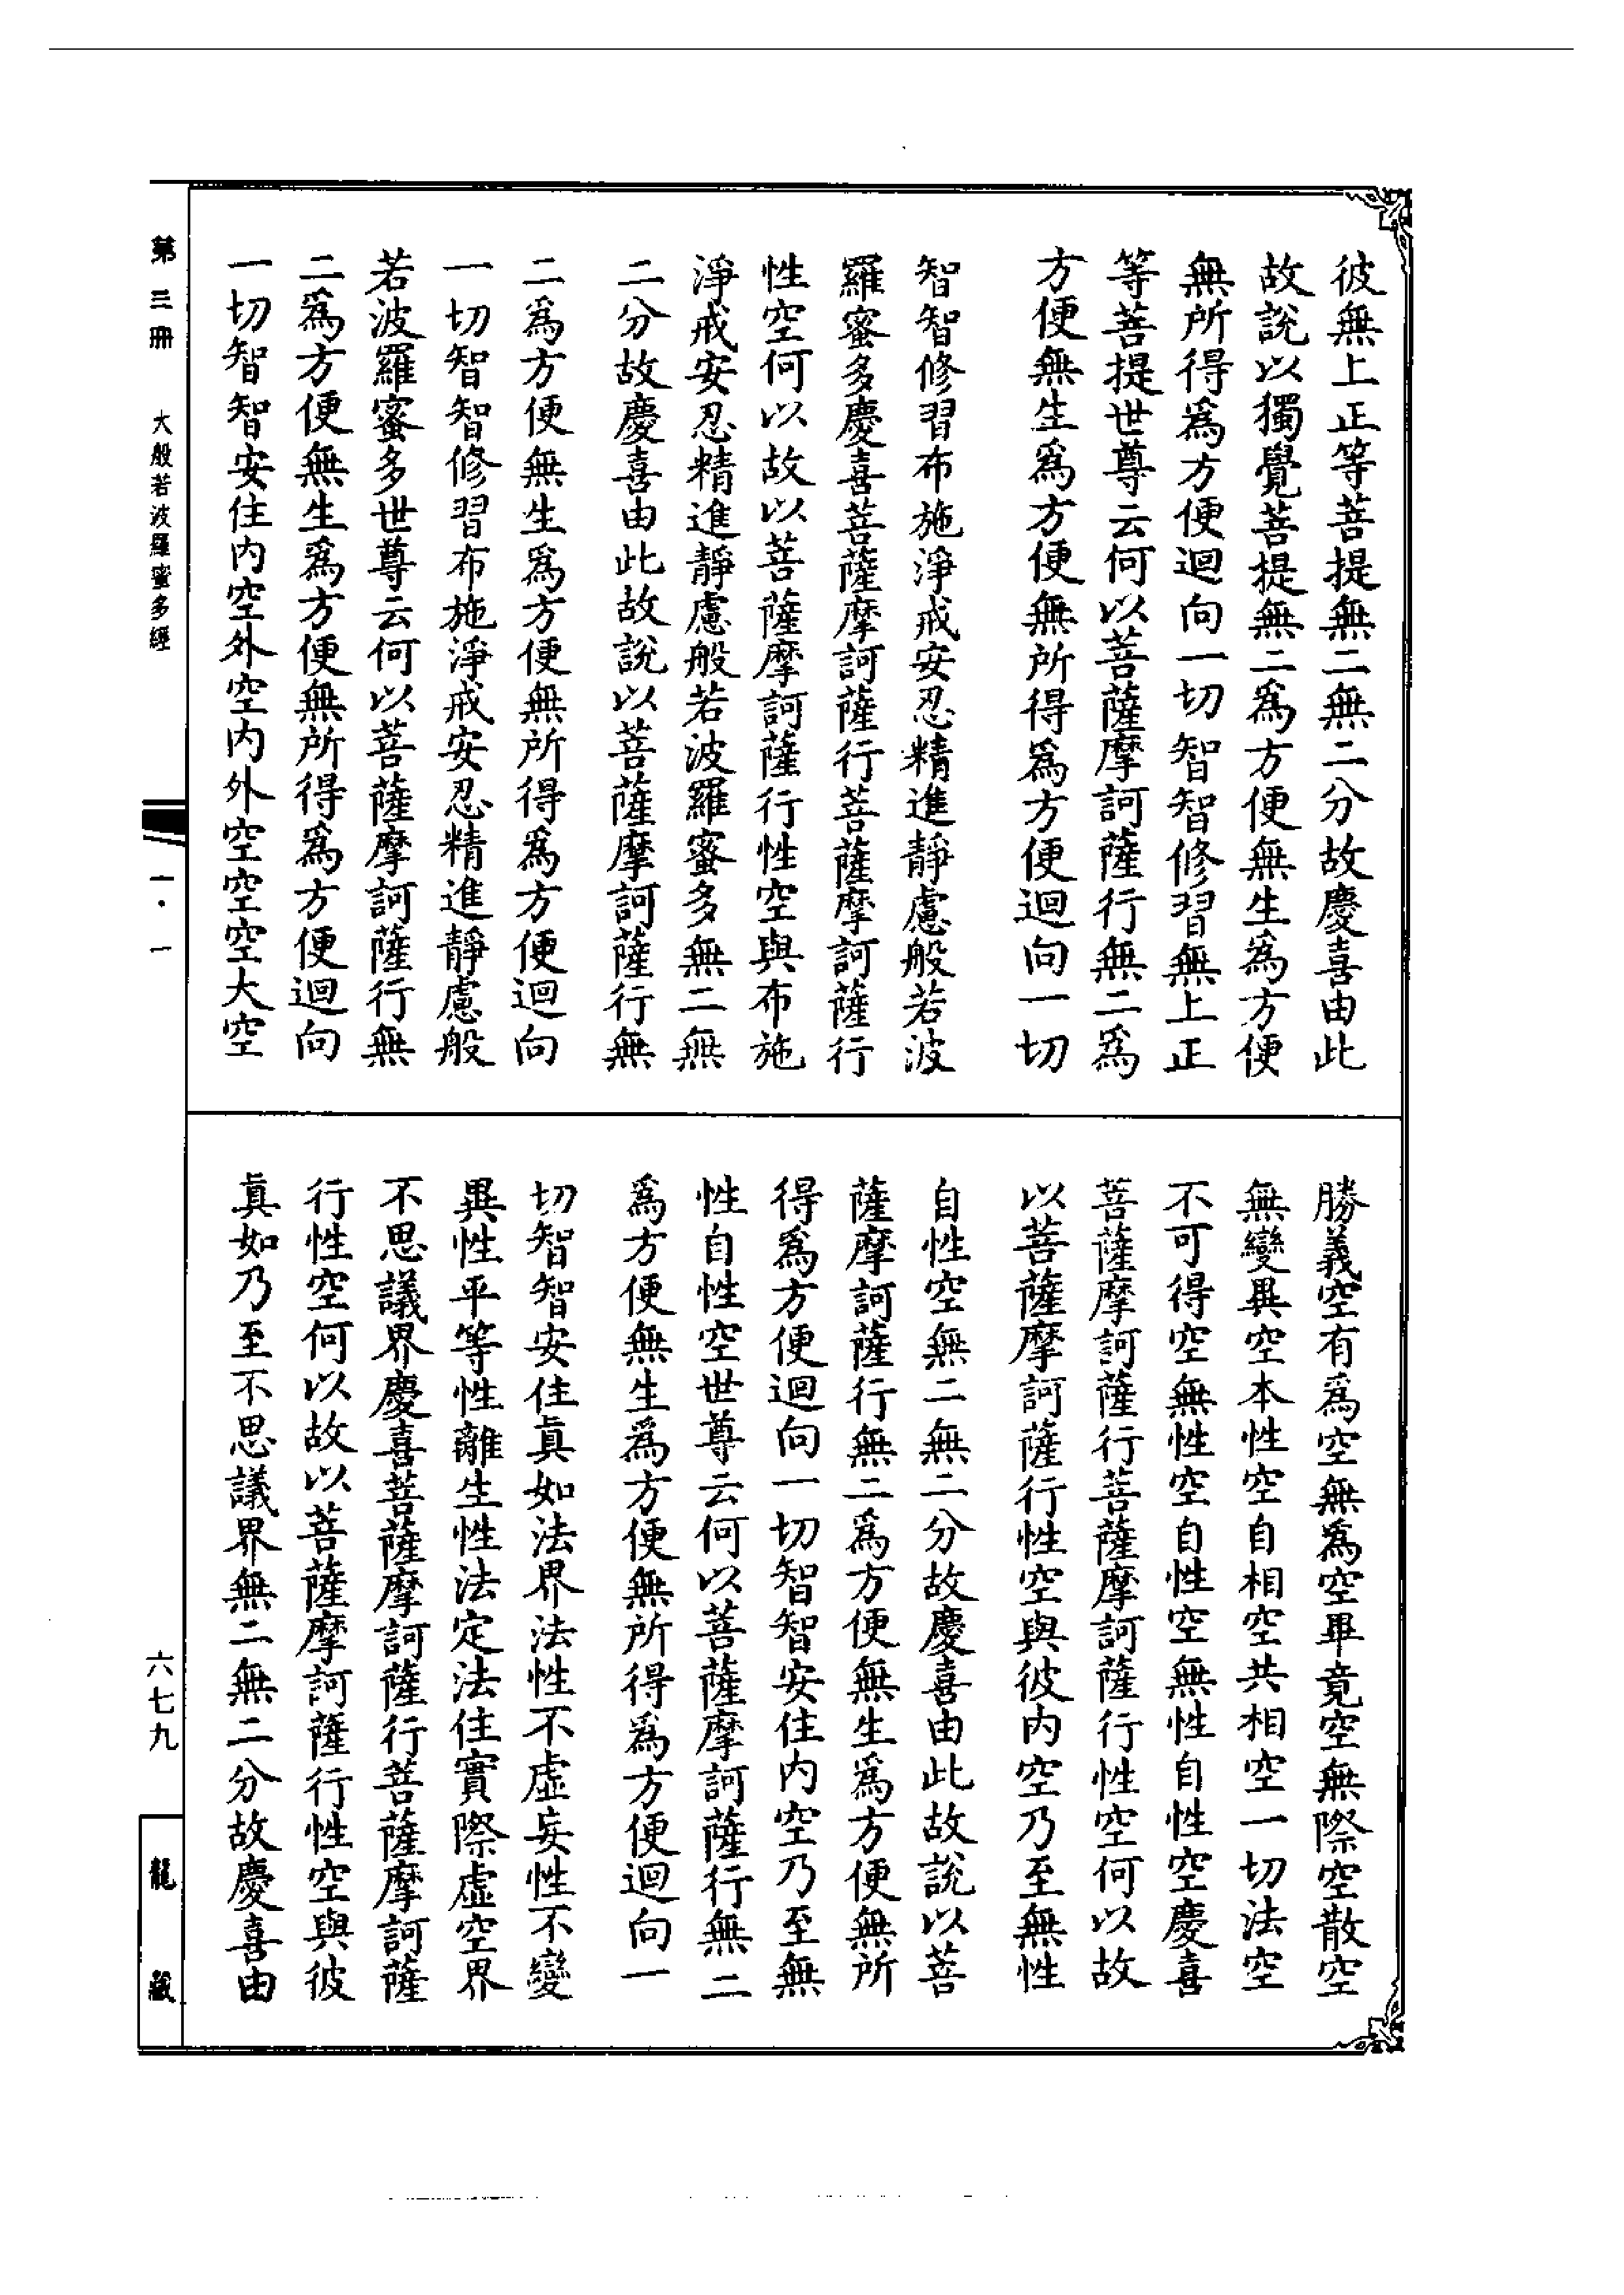 彼無上正等菩提無二無二分故慶喜由此
故說以獨覺菩提無二爲方便無生爲方便
無所得爲方便迴向一切智智修習無上正
等菩提世尊云何以菩薩摩訶薩行無二爲
方便無生爲方便無所得爲方便迴向一切
智智修習布施淨戒安忍精進靜慮般若波
羅蜜多慶喜菩薩摩訶薩行菩薩摩訶薩行
性空何以故以菩薩摩訶薩行性空與布施
淨戒安忍精進靜慮般若波羅蜜多無二無
二分故慶喜由此故說以菩薩摩訶薩行無
二爲方便無生爲方便無所得爲方便迴向
一切智智修習布施淨戒安忍精進靜慮般
若波羅蜜多世尊云何以菩薩摩訶薩行無
二爲方便無生爲方便無所得爲方便迴向
一切智智安住內空外空內外空空空大空
勝義空有爲空無爲空畢竟空無際空散空
無變異空本性空自相空共相空一切法空
不可得空無性空自性空無性自性空慶喜
菩薩摩訶薩行菩薩摩訶薩行性空何以故
以菩薩摩訶薩行性空與彼內空乃至無性
自性空無二無二分故慶喜由此故說以菩
薩摩訶薩行無二爲方便無生爲方便無所
得爲方便迴向一切智智安住內空乃至無
性自性空世尊云何以菩薩摩訶薩行無二
爲方便無生爲方便無所得爲方便迴向一
切智智安住真如法界法性不虛妄性不變
異性平等性離生性法定法住實際虛空界
不思議界慶喜菩薩摩訶薩行菩薩摩訶薩
行性空何以故以菩薩摩訶薩行性空與彼
真如乃至不思議界無二無二分故慶喜由
第三冊 大般若波羅蜜多經
一·一
六七九
龍藏